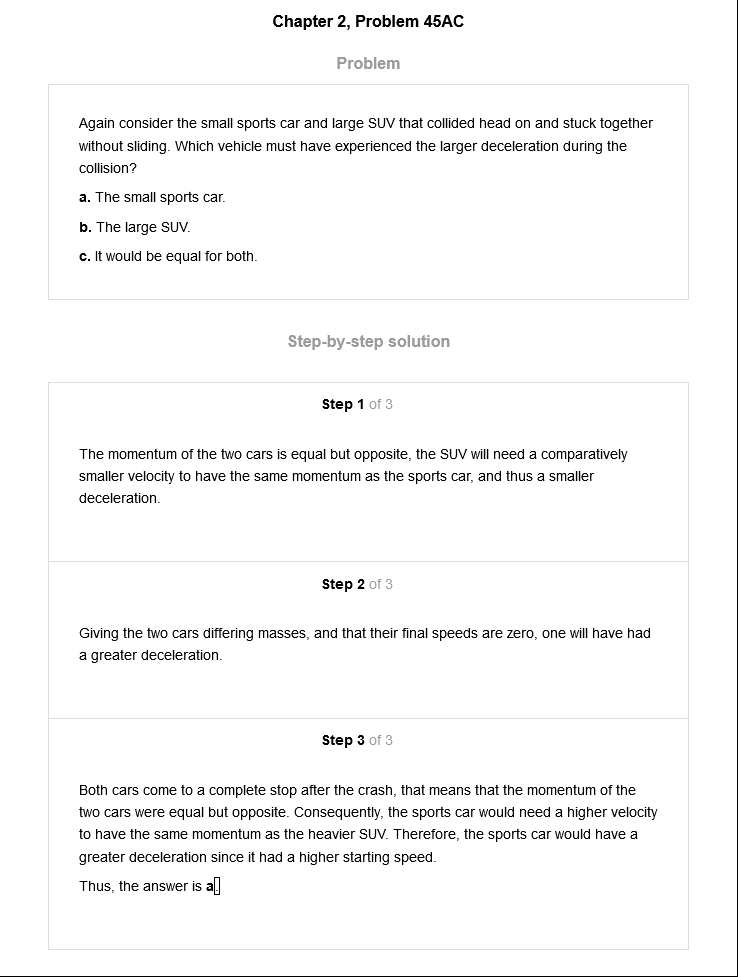 Chapter 2, Problem 45AC
Problem
Again consider the small sports car and large SUV that collided head on and stuck together
without sliding. Which vehicle must have experienced the larger deceleration during the
collision?
a. The small sports car.
b. The large SUV.
c. It would be equal for both.
Step-by-step solution
Step 1 of 3
The momentum of the two cars is equal but opposite, the SUV will need a comparatively
smaller velocity to have the same momentum as the sports car, and thus a smaller
deceleration.
Step 2 of 3
Giving the two cars differing masses, and that their final speeds are zero, one will have had
a greater deceleration.
Step 3 of 3
Both cars come to a complete stop after the crash, that means that the momentum of the
two cars were equal but opposite. Consequently, the sports car would need a higher velocity
to have the same momentum as the heavier SUV. Therefore, the sports car would have a
greater deceleration since it had a higher starting speed.
Thus, the answer is a.